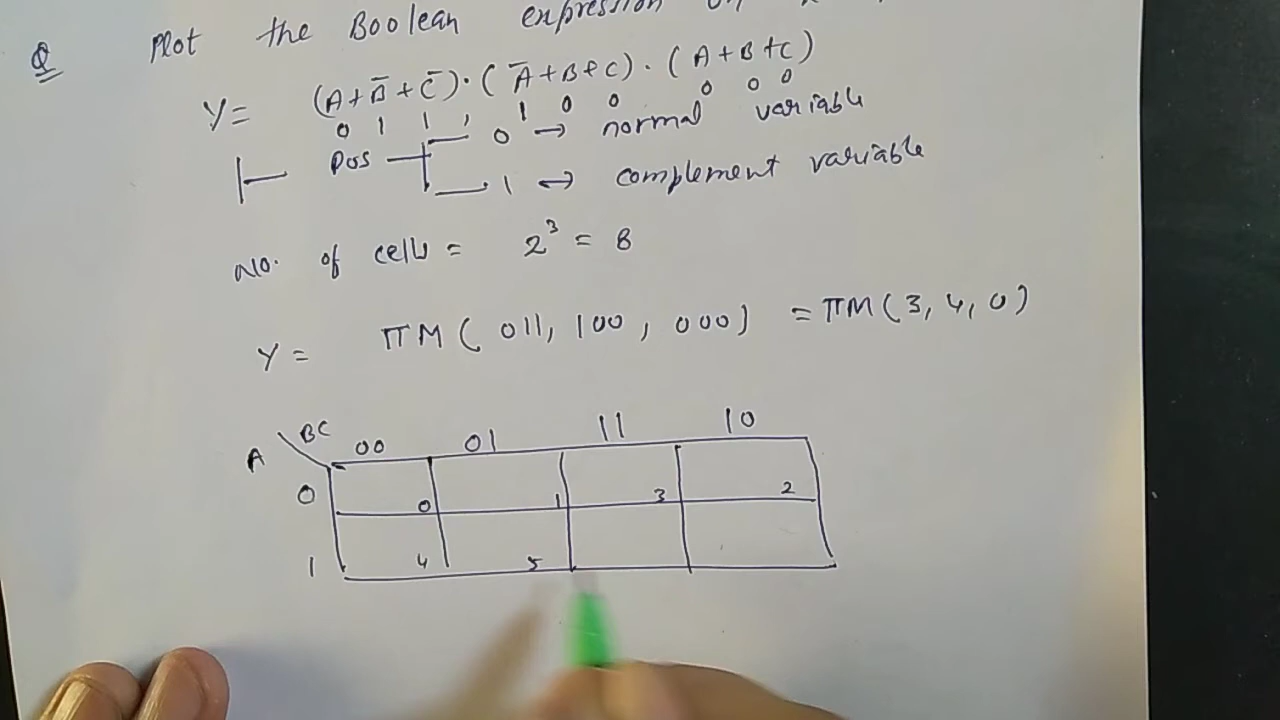 Q Plot the Boolean expression
Y = (A+B̅+C̅)·(A̅+B+C)·(A+B+C)
0 1 1 1 0 0 0 0 0
POS 0 → normal variable
1 → complement variable
No. of cells = 2³ = 8
Y = πM(011, 100, 000) = πM(3, 4, 0)
A BC 00 01 11 10
0 0 1 3 2
1 4 5